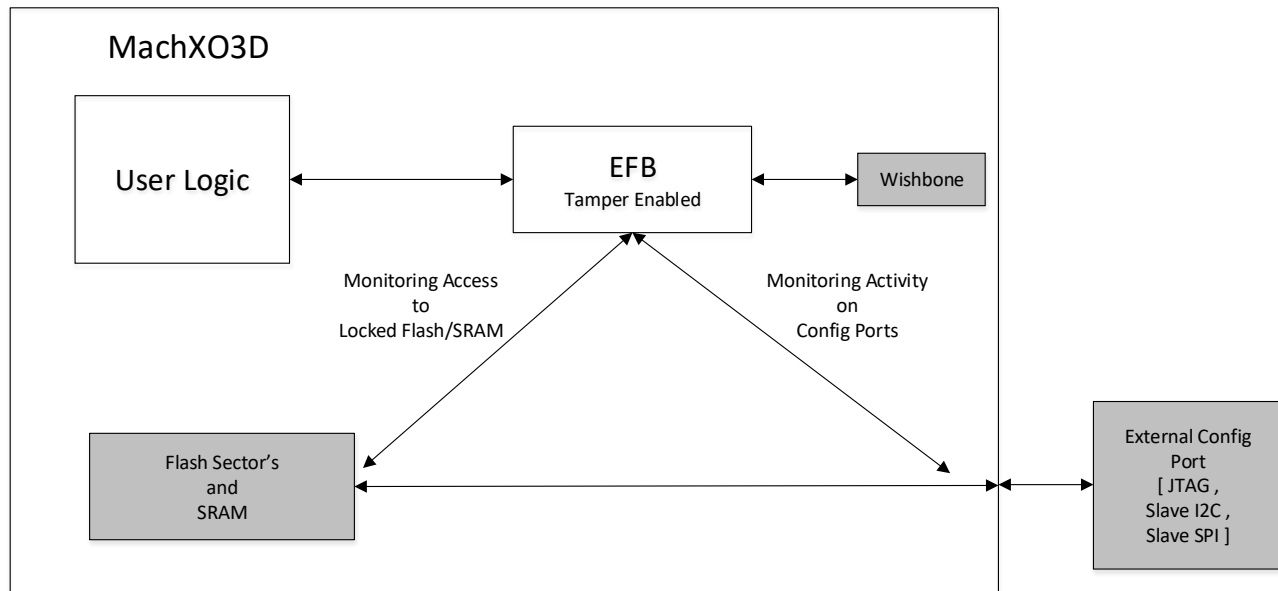 MachXO3D
User Logic
EFB
Tamper Enabled
Wishbone
Monitoring Access
to
Locked Flash/SRAM
Monitoring Activity
on
Config Ports
Flash Sector’s
and
SRAM
External Config
Port
[ JTAG ,
Slave I2C ,
Slave SPI ]